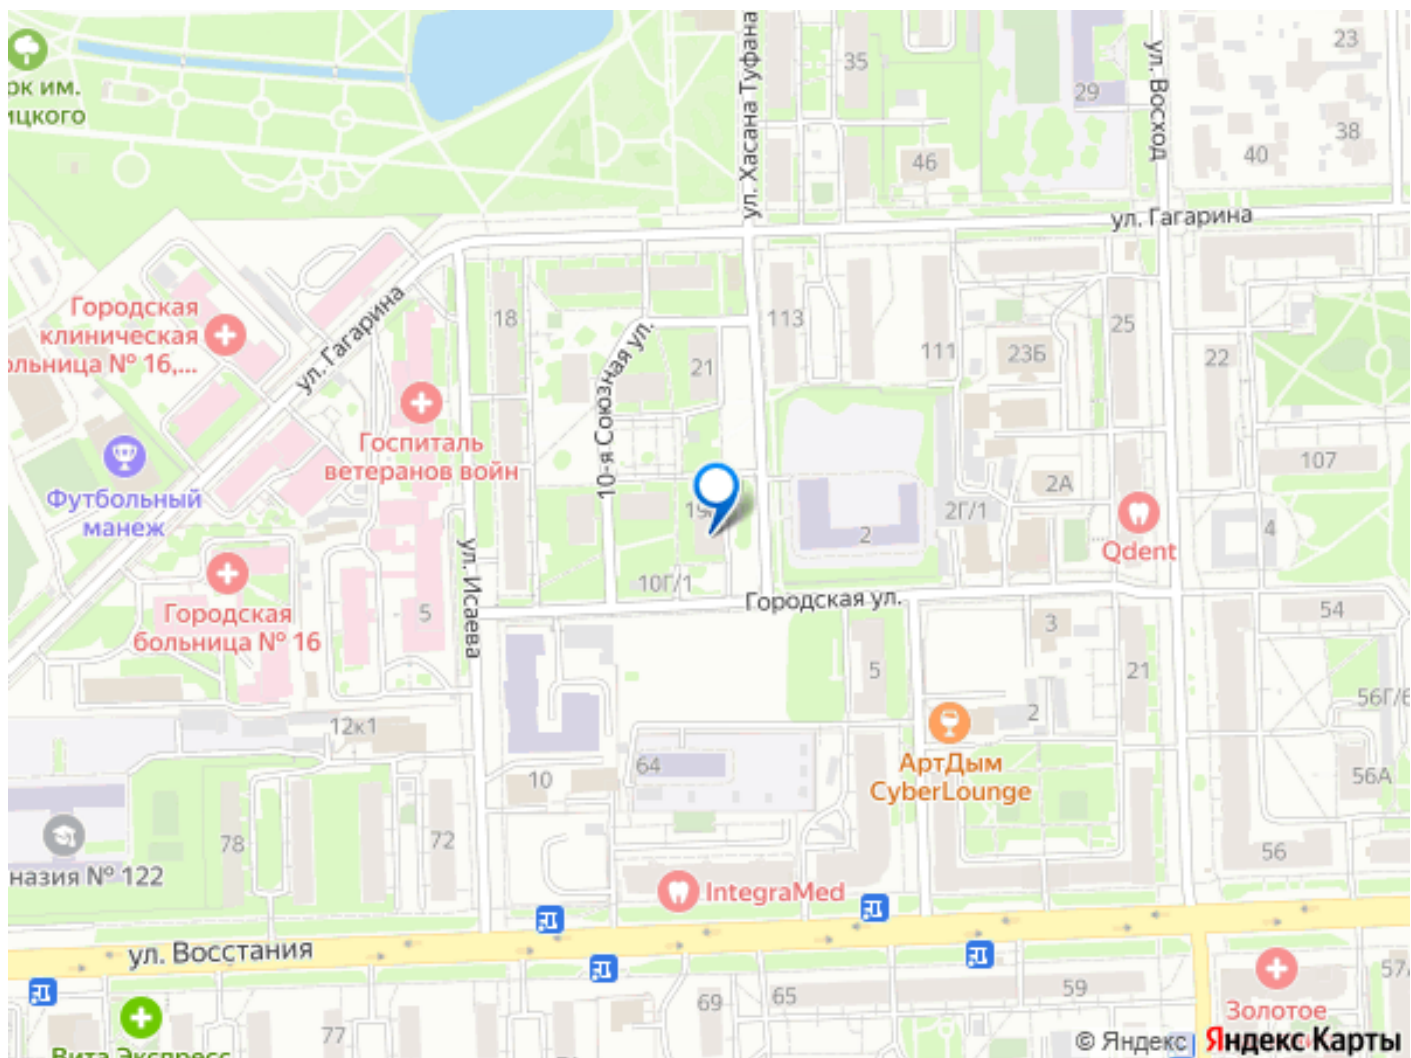 23
ул. Хасана Туфана
35
ул. Восход
29
рк им.
ицкого
38
40
46
ул. Гагарина
Городская
клиническая
ольница № 16,...
ул. Гагарина
18
10-я Союзная ул.
113
25
111
23Б
22
21
Госпиталь
ветеранов войн
107
Футбольный
манеж
2А
2Г/1
Qdent
4
2
ул. Исаева
10Г/1
Городская ул.
Городская
больница № 16
5
54
3
5
21
56Г/6
2
12к1
АртДым
CyberLounge
64
10
56А
78
72
56
назия № 122
IntegraMed
ул. Восстания
69
65
59
57А
77
Золотое
Вита Экспресс
© Яндекс
Яндекс Карты